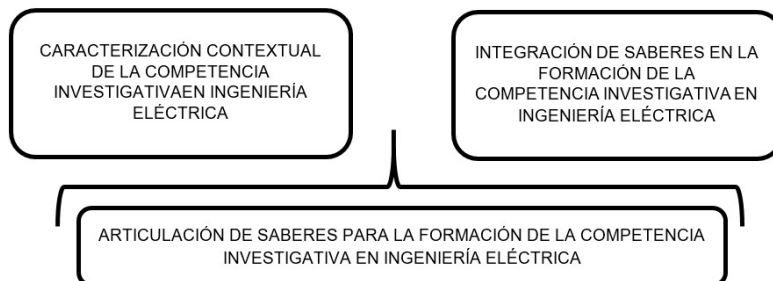 CARACTERIZACIÓN CONTEXTUAL
DE LA COMPETENCIA
INVESTIGATIVAEN INGENIERÍA
ELÉCTRICA
INTEGRACIÓN DE SABERES EN LA
FORMACIÓN DE LA
COMPETENCIA INVESTIGATIVA EN
INGENIERÍA ELÉCTRICA
ARTICULACIÓN DE SABERES PARA LA FORMACIÓN DE LA COMPETENCIA
INVESTIGATIVA EN INGENIERÍA ELÉCTRICA